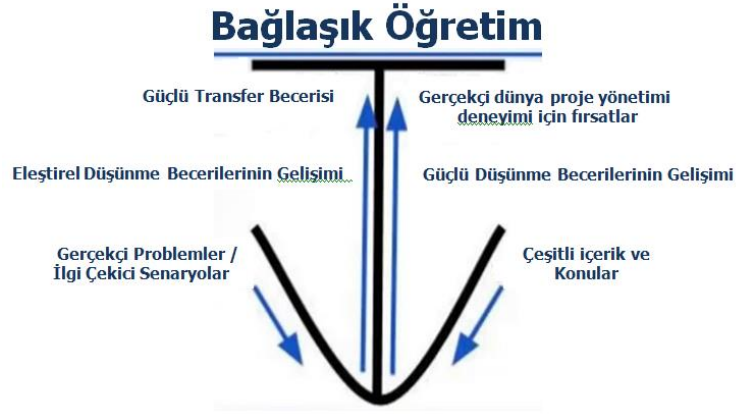 Bağlaşık Öğretim
Güçlü Transfer Becerisi
Gerçekçi dünya proje yönetimi
deneyimi için fırsatlar
Eleştirel Düşünme Becerilerinin Gelişimi
Güçlü Düşünme Becerilerinin Gelişimi
Gerçekçi Problemler /
İlgi Çekici Senaryolar
Çeşitli içerik ve
Konular